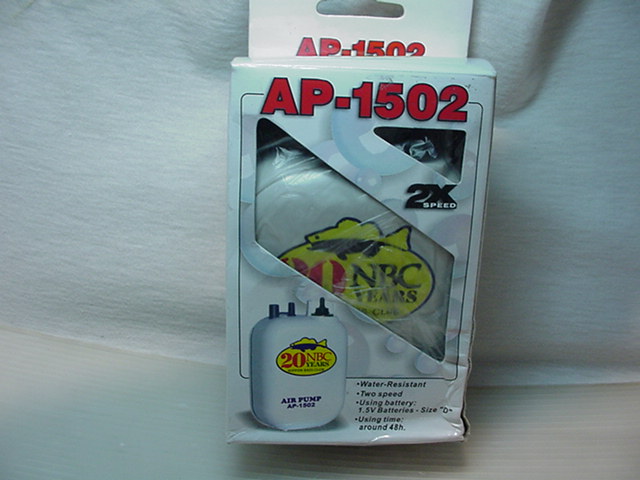 AP-1502
AP-1502
2X
SPEED
20 NBC
YEARS
20 NBC
YEARS
AIR PUMP
AP-1502
•Water-Resistant
•Two speed
•Using battery:
1.5V Batteries - Size "D"
•Using time:
around 48h.